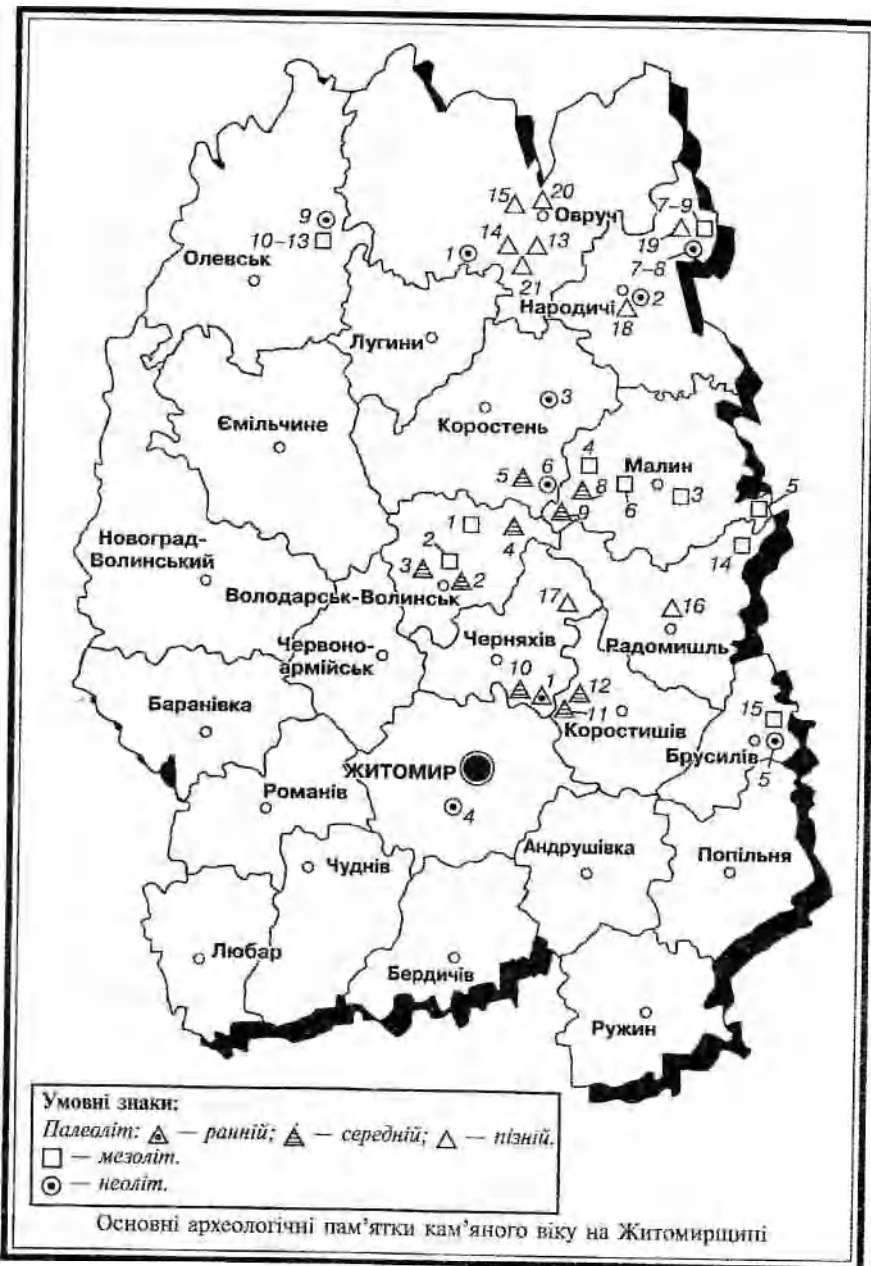 15
20
Овруч
7–9
9
10–13
Олевськ
14
13
1
19
21
7–8
Народичі
2
18
Лугини
3
Ємільчине
Коростень
4
Малин
5
6
8
3
6
5
9
1
4
14
Новоград-
Волинський
2
3
2
Володарськ-Волинськ
17
16
Радомишль
Червоно-
армійськ
Черняхів
10
1
12
11
Коростишів
15
Баранівка
Брусилів
5
ЖИТОМИР
Романів
4
Андрушівка
Попільня
Чуднів
Любар
Бердичів
Ружин
Умовні знаки:
Палеоліт: — ранній; — середній; — пізній.
— мезоліт.
— неоліт.
Основні археологічні пам’ятки кам’яного віку на Житомирщині